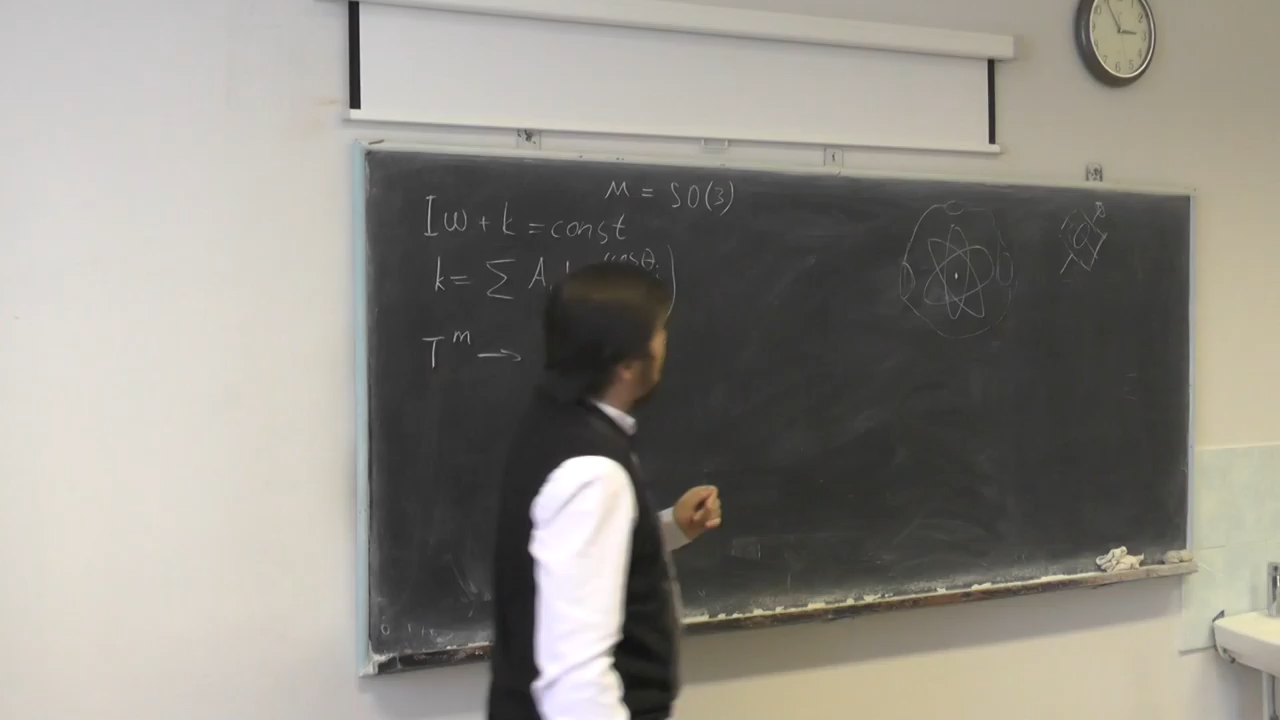 M = SO(3)
Iω + k = const
k = ∑ A
T^m →